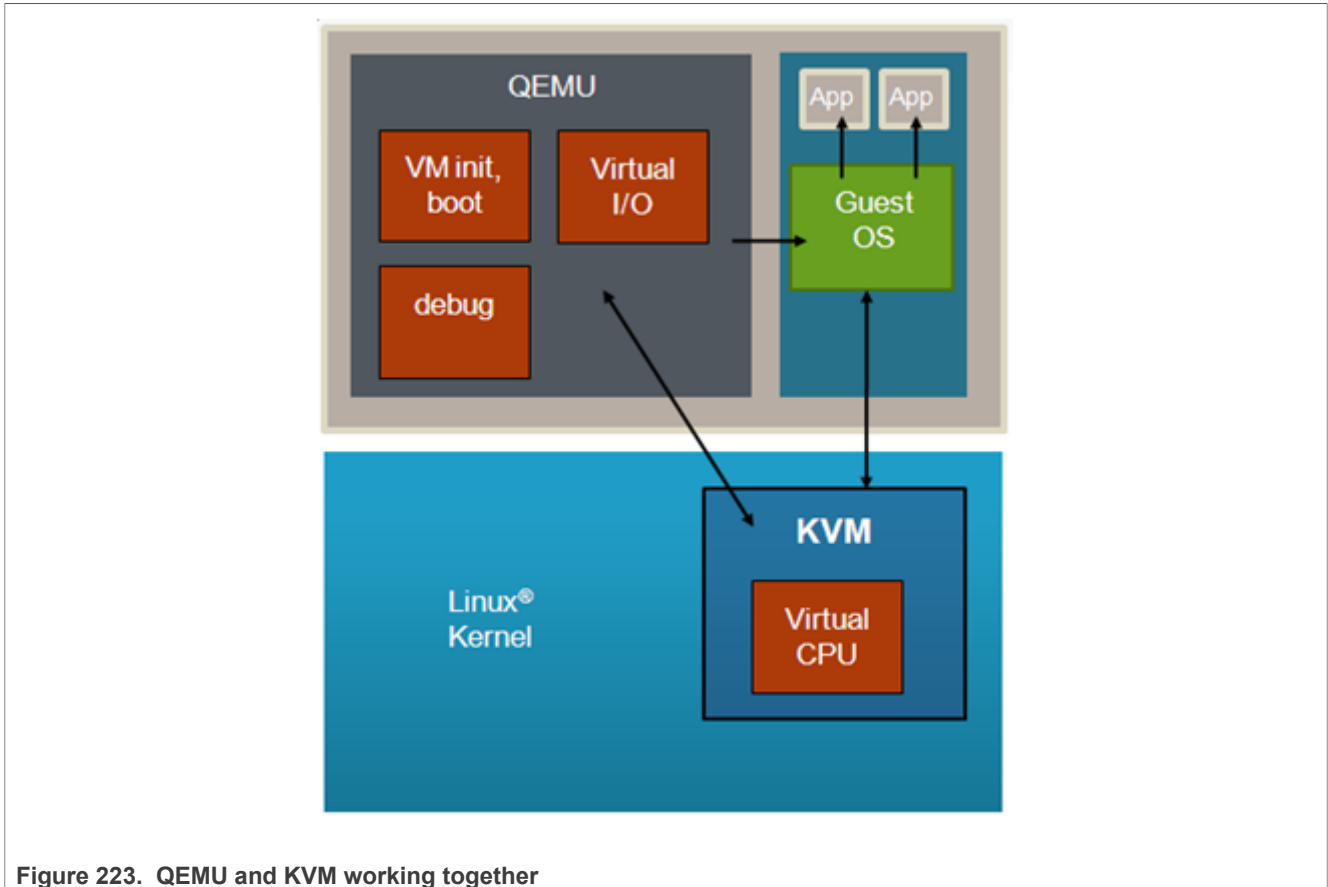 QEMU
VM init,
boot
Virtual
I/O
debug
App
App
Guest
OS
Linux®
Kernel
KVM
Virtual
CPU
Figure 223. QEMU and KVM working together